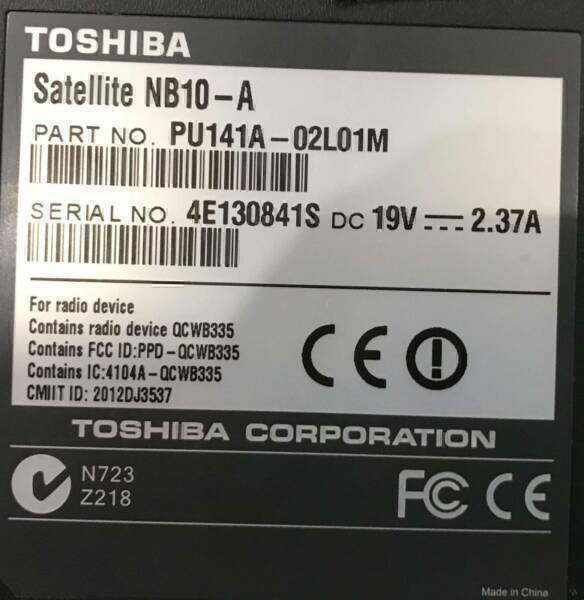 TOSHIBA
Satellite NB10-A
PART NO. PU141A-02L01M
SERIAL NO. 4E130841S DC 19V 2.37A
For radio device
Contains radio device QCWB335
Contains FCC ID:PPD-QCWB335
Contains IC:4104A-QCWB335
CMIIT ID: 2012DJ3537
CE
TOSHIBA CORPORATION
N723
Z218
FC CE
Made in China